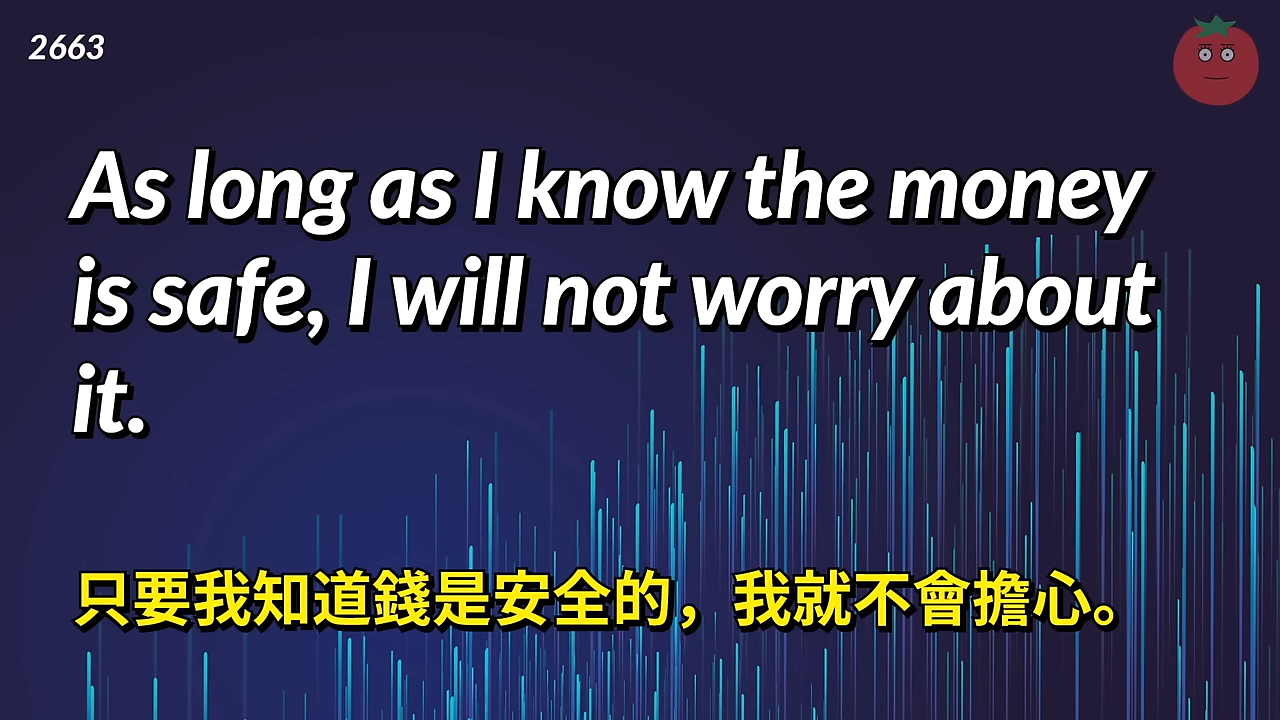 2663
As long as I know the money
is safe, I will not worry about
it.
只要我知道錢是安全的，我就不會擔心。